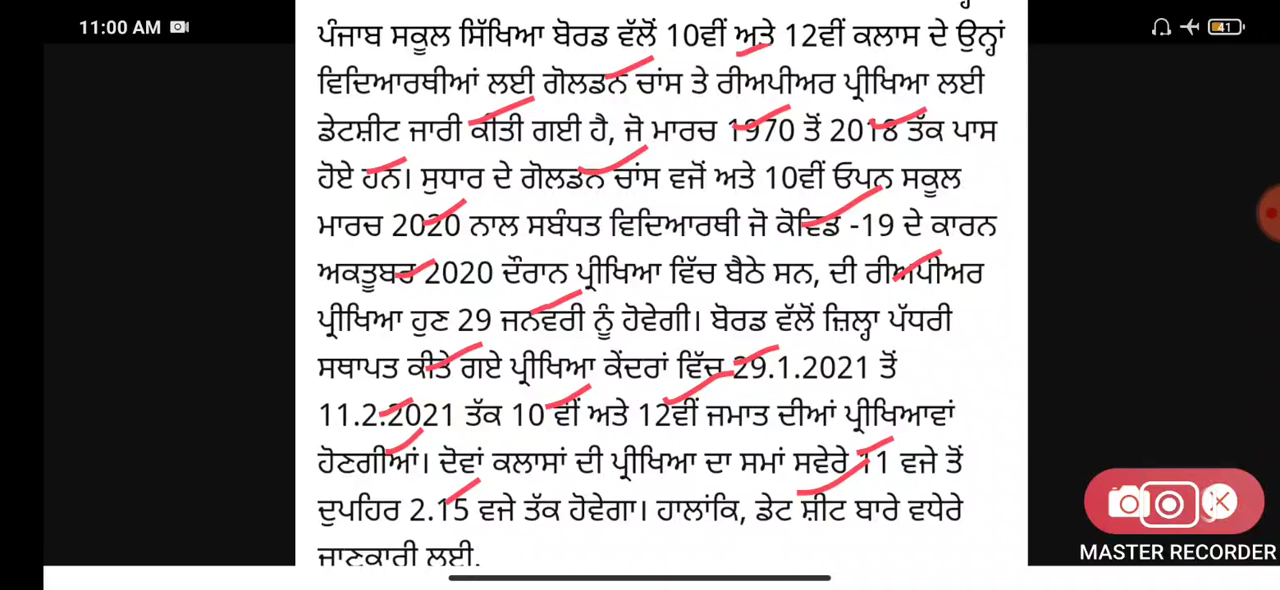 11:00 AM
41
ਪੰਜਾਬ ਸਕੂਲ ਸਿੱਖਿਆ ਬੋਰਡ ਵੱਲੋਂ 10ਵੀਂ ਅਤੇ 12ਵੀਂ ਕਲਾਸ ਦੇ ਉਨ੍ਹਾਂ
ਵਿਦਿਆਰਥੀਆਂ ਲਈ ਗੋਲਡਨ ਚਾਂਸ ਤੇ ਰੀਅਪੀਅਰ ਪ੍ਰੀਖਿਆ ਲਈ
ਡੇਟਸ਼ੀਟ ਜਾਰੀ ਕੀਤੀ ਗਈ ਹੈ, ਜੋ ਮਾਰਚ 1970 ਤੋਂ 2018 ਤੱਕ ਪਾਸ
ਹੋਏ ਹਨ। ਸੁਧਾਰ ਦੇ ਗੋਲਡਨ ਚਾਂਸ ਵਜੋਂ ਅਤੇ 10ਵੀਂ ਓਪਨ ਸਕੂਲ
ਮਾਰਚ 2020 ਨਾਲ ਸਬੰਧਤ ਵਿਦਿਆਰਥੀ ਜੋ ਕੋਵਿਡ -19 ਦੇ ਕਾਰਨ
ਅਕਤੂਬਰ 2020 ਦੌਰਾਨ ਪ੍ਰੀਖਿਆ ਵਿੱਚ ਬੈਠੇ ਸਨ, ਦੀ ਰੀਅਪੀਅਰ
ਪ੍ਰੀਖਿਆ ਹੁਣ 29 ਜਨਵਰੀ ਨੂੰ ਹੋਵੇਗੀ। ਬੋਰਡ ਵੱਲੋਂ ਜ਼ਿਲ੍ਹਾ ਪੱਧਰੀ
ਸਥਾਪਤ ਕੀਤੇ ਗਏ ਪ੍ਰੀਖਿਆ ਕੇਂਦਰਾਂ ਵਿੱਚ 29.1.2021 ਤੋਂ
11.2.2021 ਤੱਕ 10 ਵੀਂ ਅਤੇ 12ਵੀਂ ਜਮਾਤ ਦੀਆਂ ਪ੍ਰੀਖਿਆਵਾਂ
ਹੋਣਗੀਆਂ। ਦੋਵਾਂ ਕਲਾਸਾਂ ਦੀ ਪ੍ਰੀਖਿਆ ਦਾ ਸਮਾਂ ਸਵੇਰੇ 11 ਵਜੇ ਤੋਂ
ਦੁਪਹਿਰ 2.15 ਵਜੇ ਤੱਕ ਹੋਵੇਗਾ। ਹਾਲਾਂਕਿ, ਡੇਟ ਸ਼ੀਟ ਬਾਰੇ ਵਧੇਰੇ
ਜਾਣਕਾਰੀ ਲਈ.
MASTER RECORDER